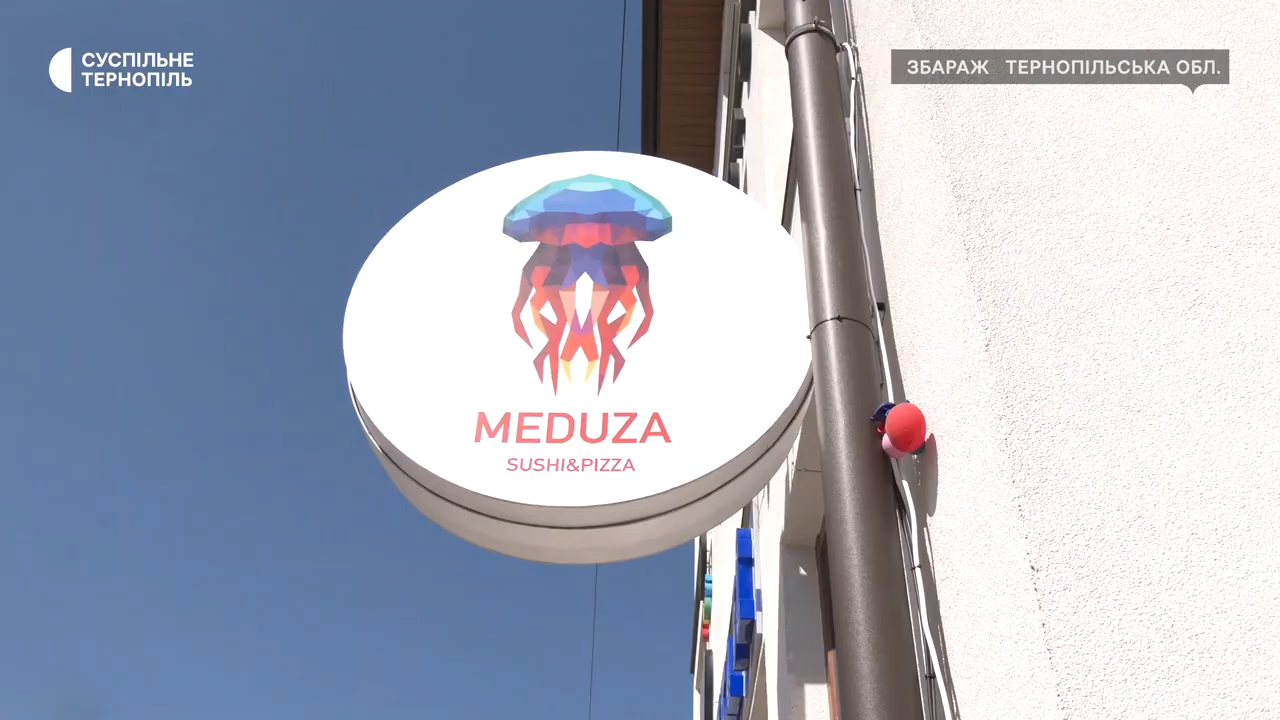 СУСПІЛЬНЕ
ТЕРНОПІЛЬ
ЗБАРАЖ ТЕРНОПІЛЬСЬКА ОБЛ.
MEDUZA
SUSHI&PIZZA